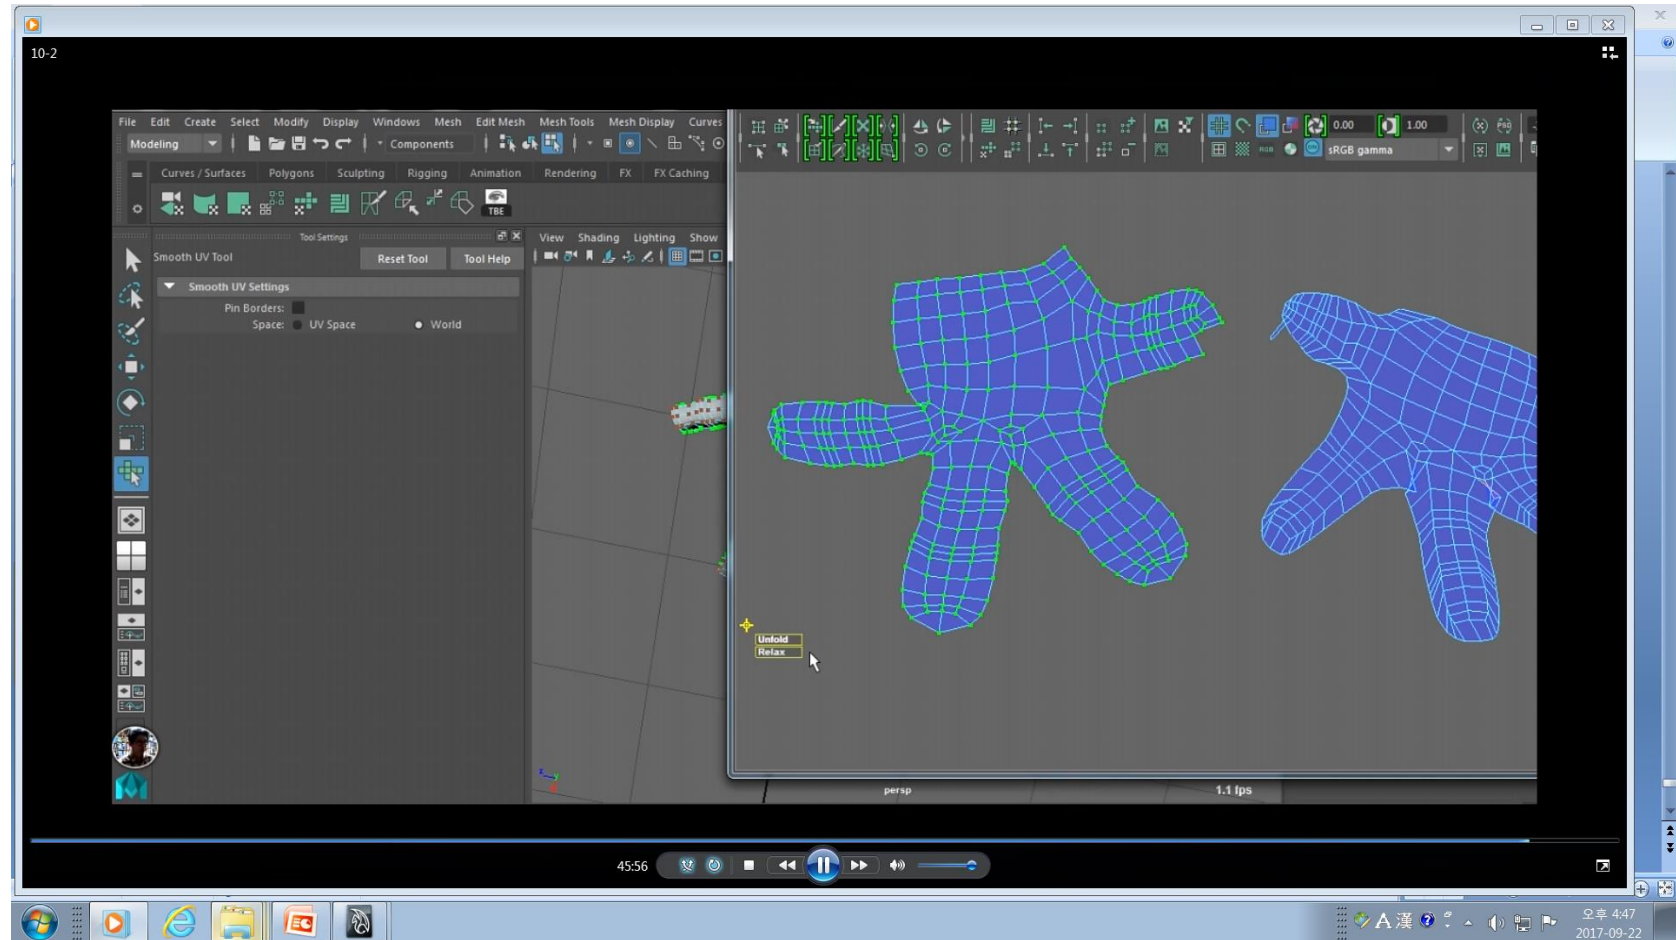 10-2
File Edit Create Select Modify Display Windows Mesh Edit Mesh Mesh Tools Mesh Display Curves
Modeling
Components
0.00
1.00
RGB
sRGB gamma
Curves / Surfaces Polygons Sculpting Rigging Animation Rendering FX FX Caching
TBE
Tool Settings
View Shading Lighting Show
Smooth UV Tool
Reset Tool
Tool Help
Smooth UV Settings
Pin Borders:
Space: UV Space World
Unfold
Relax
persp
1.1 fps
45:56
A 漢
오후 4:47
2017-09-22